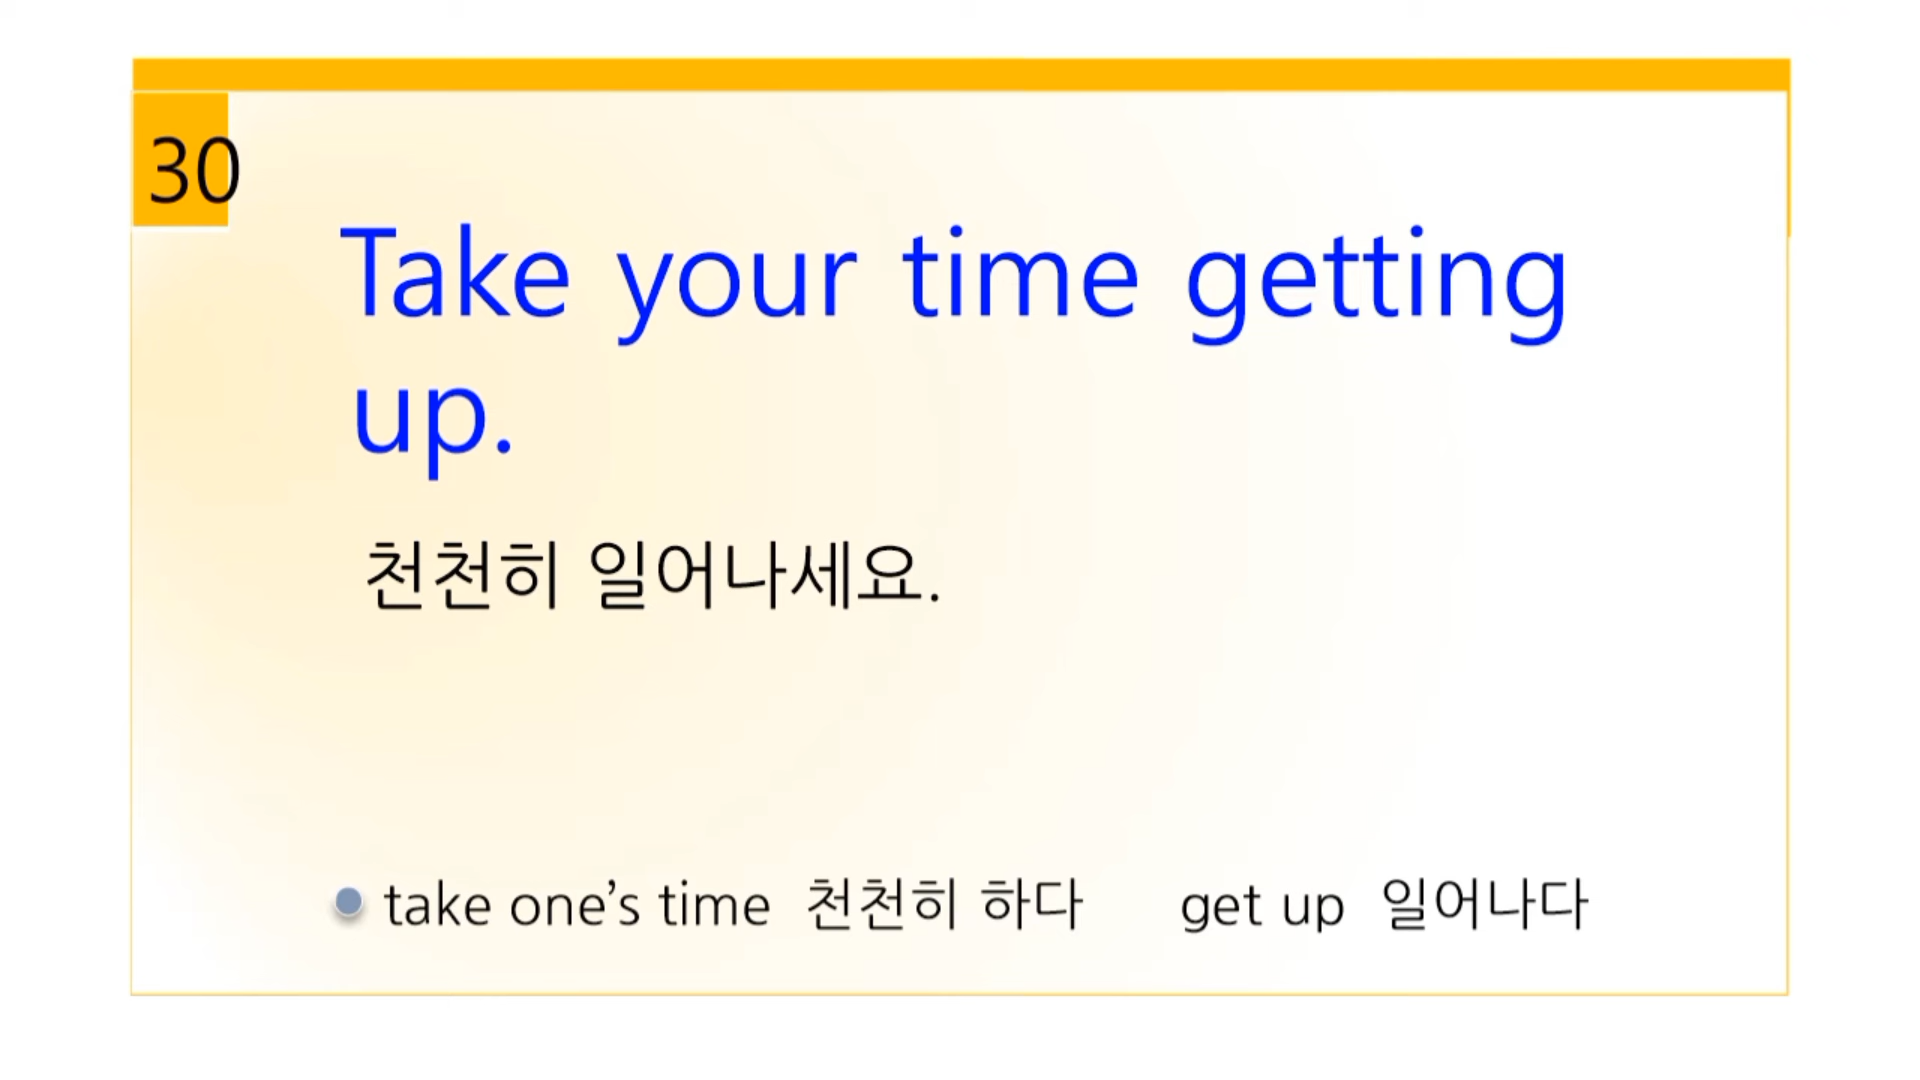 30
Take your time getting
up.
천천히 일어나세요.
take one’s time 천천히 하다 get up 일어나다